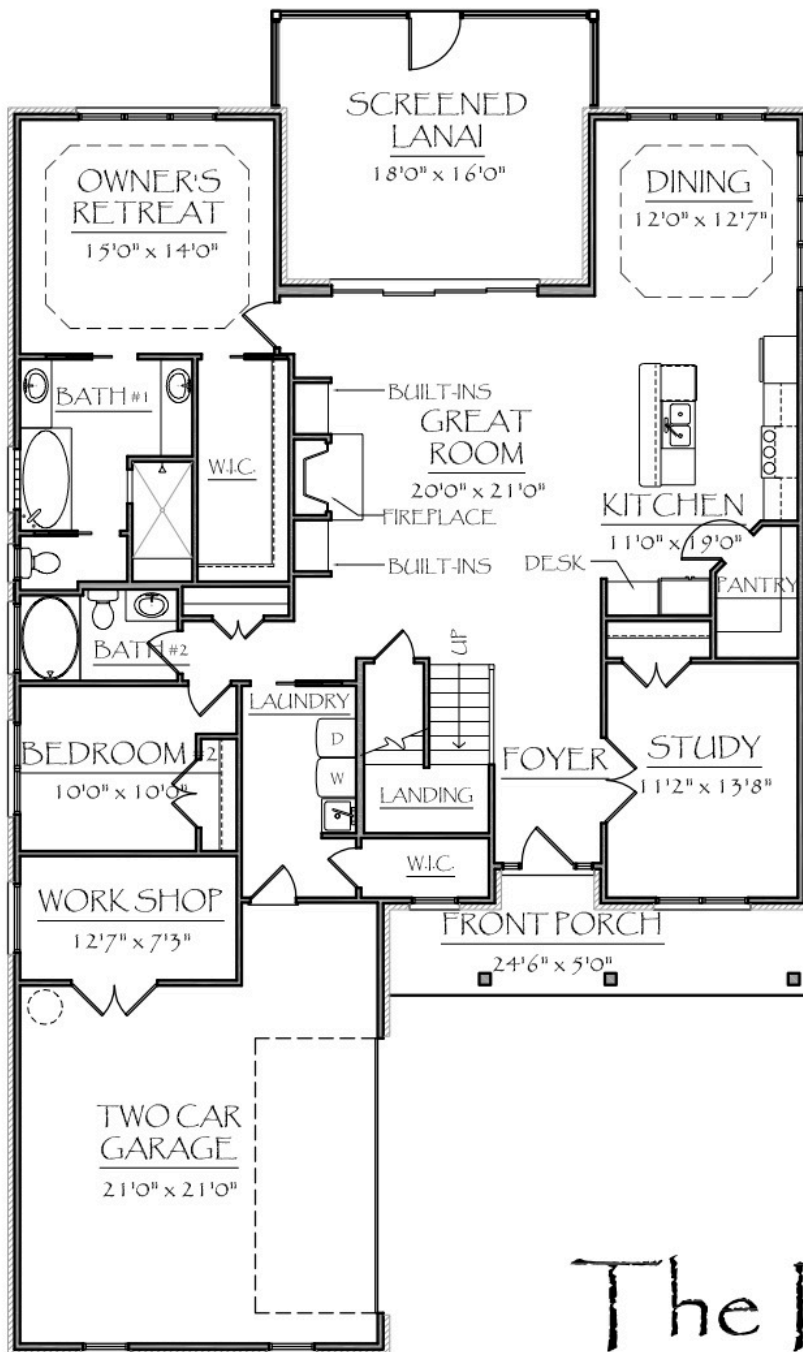 SCREENED
LANAI
18'0" x 16'0"
OWNER'S
RETREAT
15'0" x 14'0"
DINING
12'0" x 12'7"
BATH #1
W.I.C.
BUILT-INS
GREAT
ROOM
20'0" x 21'0"
FIREPLACE
BUILT-INS
KITCHEN
11'0" x 19'0"
DESK
PANTRY
BATH #2
LAUNDRY
D
W
UP
LANDING
FOYER
STUDY
11'2" x 13'8"
BEDROOM #2
10'0" x 10'0"
W.I.C.
WORK SHOP
12'7" x 7'3"
FRONT PORCH
24'6" x 5'0"
TWO CAR
GARAGE
21'0" x 21'0"
The